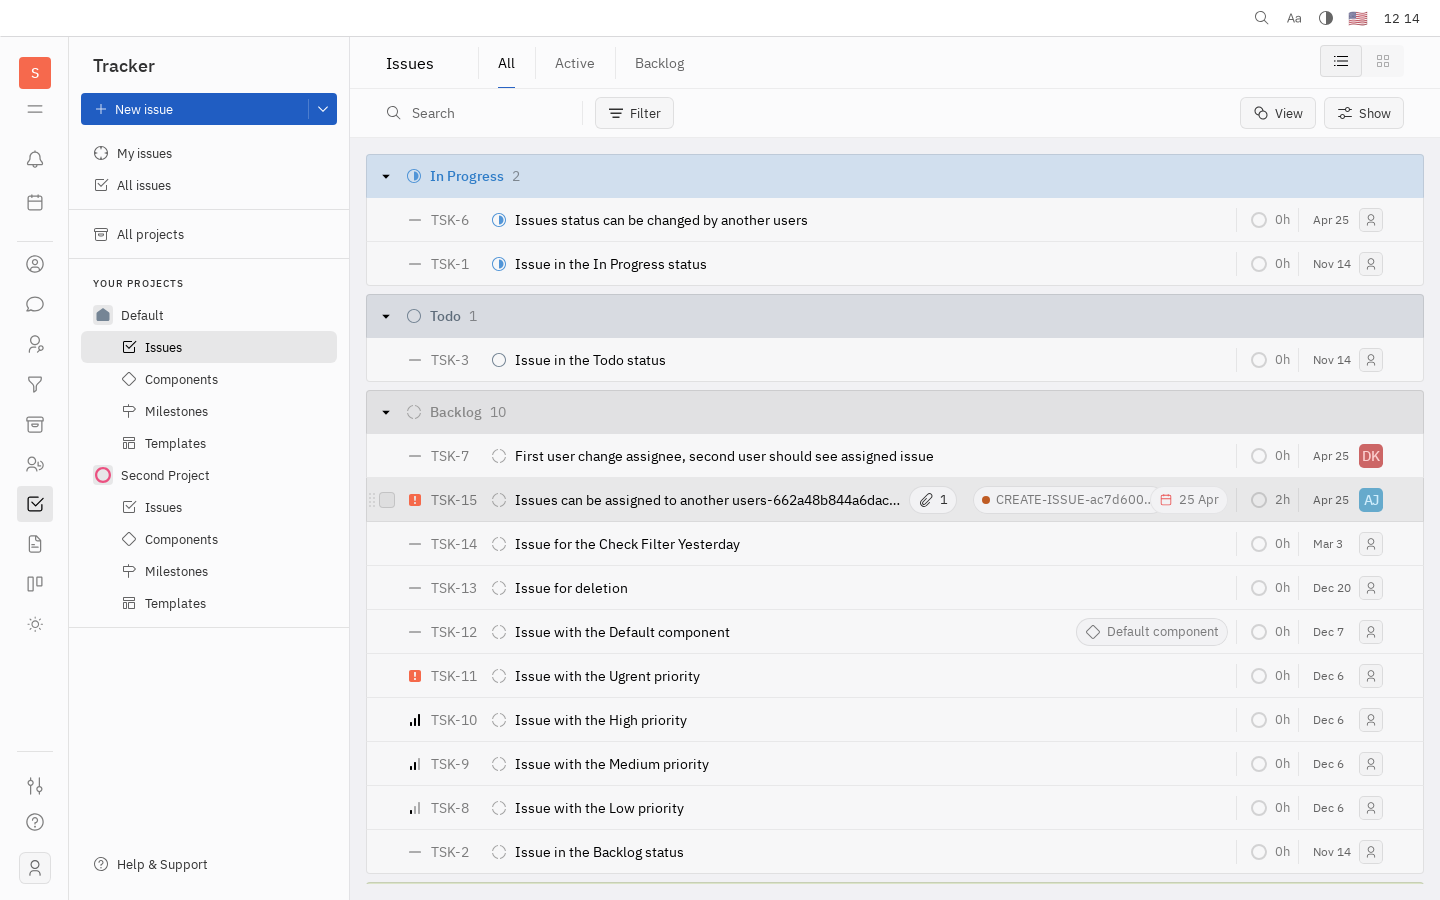 Aa 12 14
S
Tracker
New issue
My issues
All issues
All projects
YOUR PROJECTS
Default
Issues
Components
Milestones
Templates
Second Project
Issues
Components
Milestones
Templates
Help & Support
Issues All Active Backlog
Search Filter View Show
In Progress 2
TSK-6 Issues status can be changed by another users 0h Apr 25
TSK-1 Issue in the In Progress status 0h Nov 14
Todo 1
TSK-3 Issue in the Todo status 0h Nov 14
Backlog 10
TSK-7 First user change assignee, second user should see assigned issue 0h Apr 25 DK
TSK-15 Issues can be assigned to another users-662a48b844a6dac... 1 CREATE-ISSUE-ac7d600... 25 Apr 2h Apr 25 AJ
TSK-14 Issue for the Check Filter Yesterday 0h Mar 3
TSK-13 Issue for deletion 0h Dec 20
TSK-12 Issue with the Default component Default component 0h Dec 7
TSK-11 Issue with the Ugrent priority 0h Dec 6
TSK-10 Issue with the High priority 0h Dec 6
TSK-9 Issue with the Medium priority 0h Dec 6
TSK-8 Issue with the Low priority 0h Dec 6
TSK-2 Issue in the Backlog status 0h Nov 14